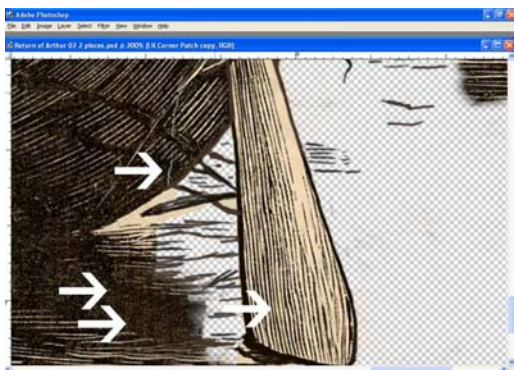 Adobe Photoshop
File Edit Image Layer Select Filter View Window Help
Return of Arthur 02 2 pieces.psd @ 200% (LR Corner Patch copy, RGB)